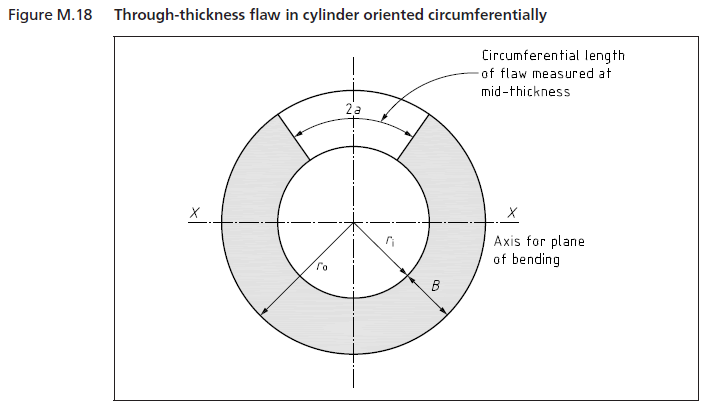 Figure M.18 Through-thickness flaw in cylinder oriented circumferentially
Circumferential length
of flaw measured at
mid-thickness
2a
X
X
ri
Axis for plane
of bending
ro
B